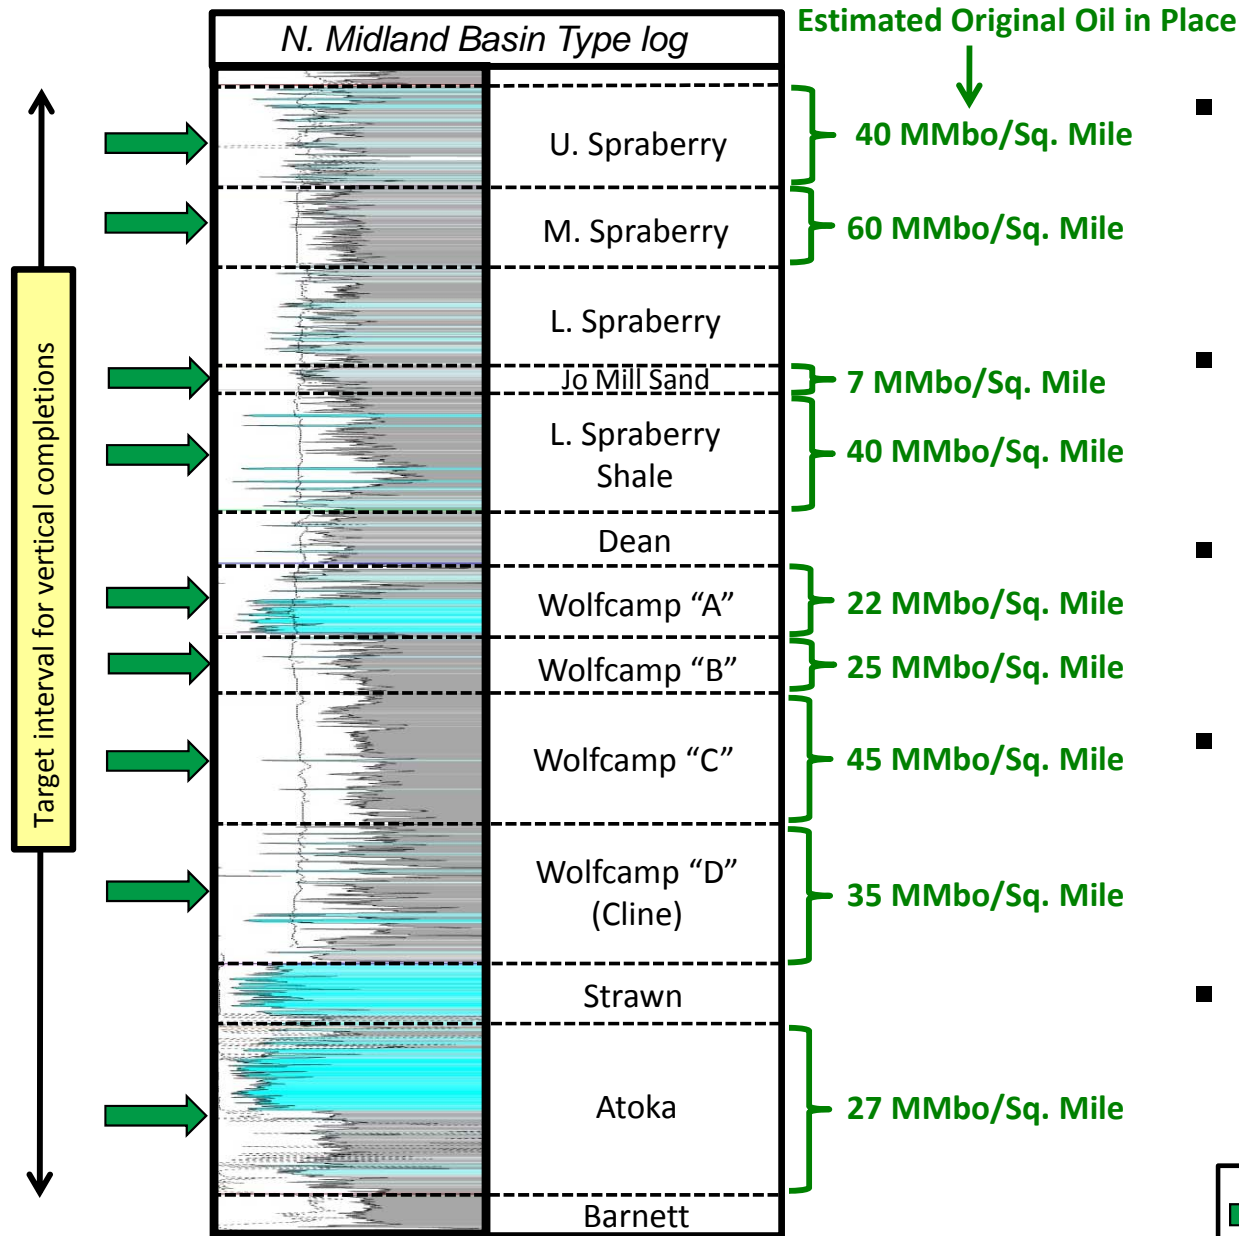 N. Midland Basin Type log
Estimated Original Oil in Place
Target interval for vertical completions
U. Spraberry
40 MMbo/Sq. Mile
M. Spraberry
60 MMbo/Sq. Mile
L. Spraberry
Jo Mill Sand
7 MMbo/Sq. Mile
L. Spraberry
Shale
40 MMbo/Sq. Mile
Dean
Wolfcamp “A”
22 MMbo/Sq. Mile
Wolfcamp “B”
25 MMbo/Sq. Mile
Wolfcamp “C”
45 MMbo/Sq. Mile
Wolfcamp “D”
(Cline)
35 MMbo/Sq. Mile
Strawn
Atoka
27 MMbo/Sq. Mile
Barnett